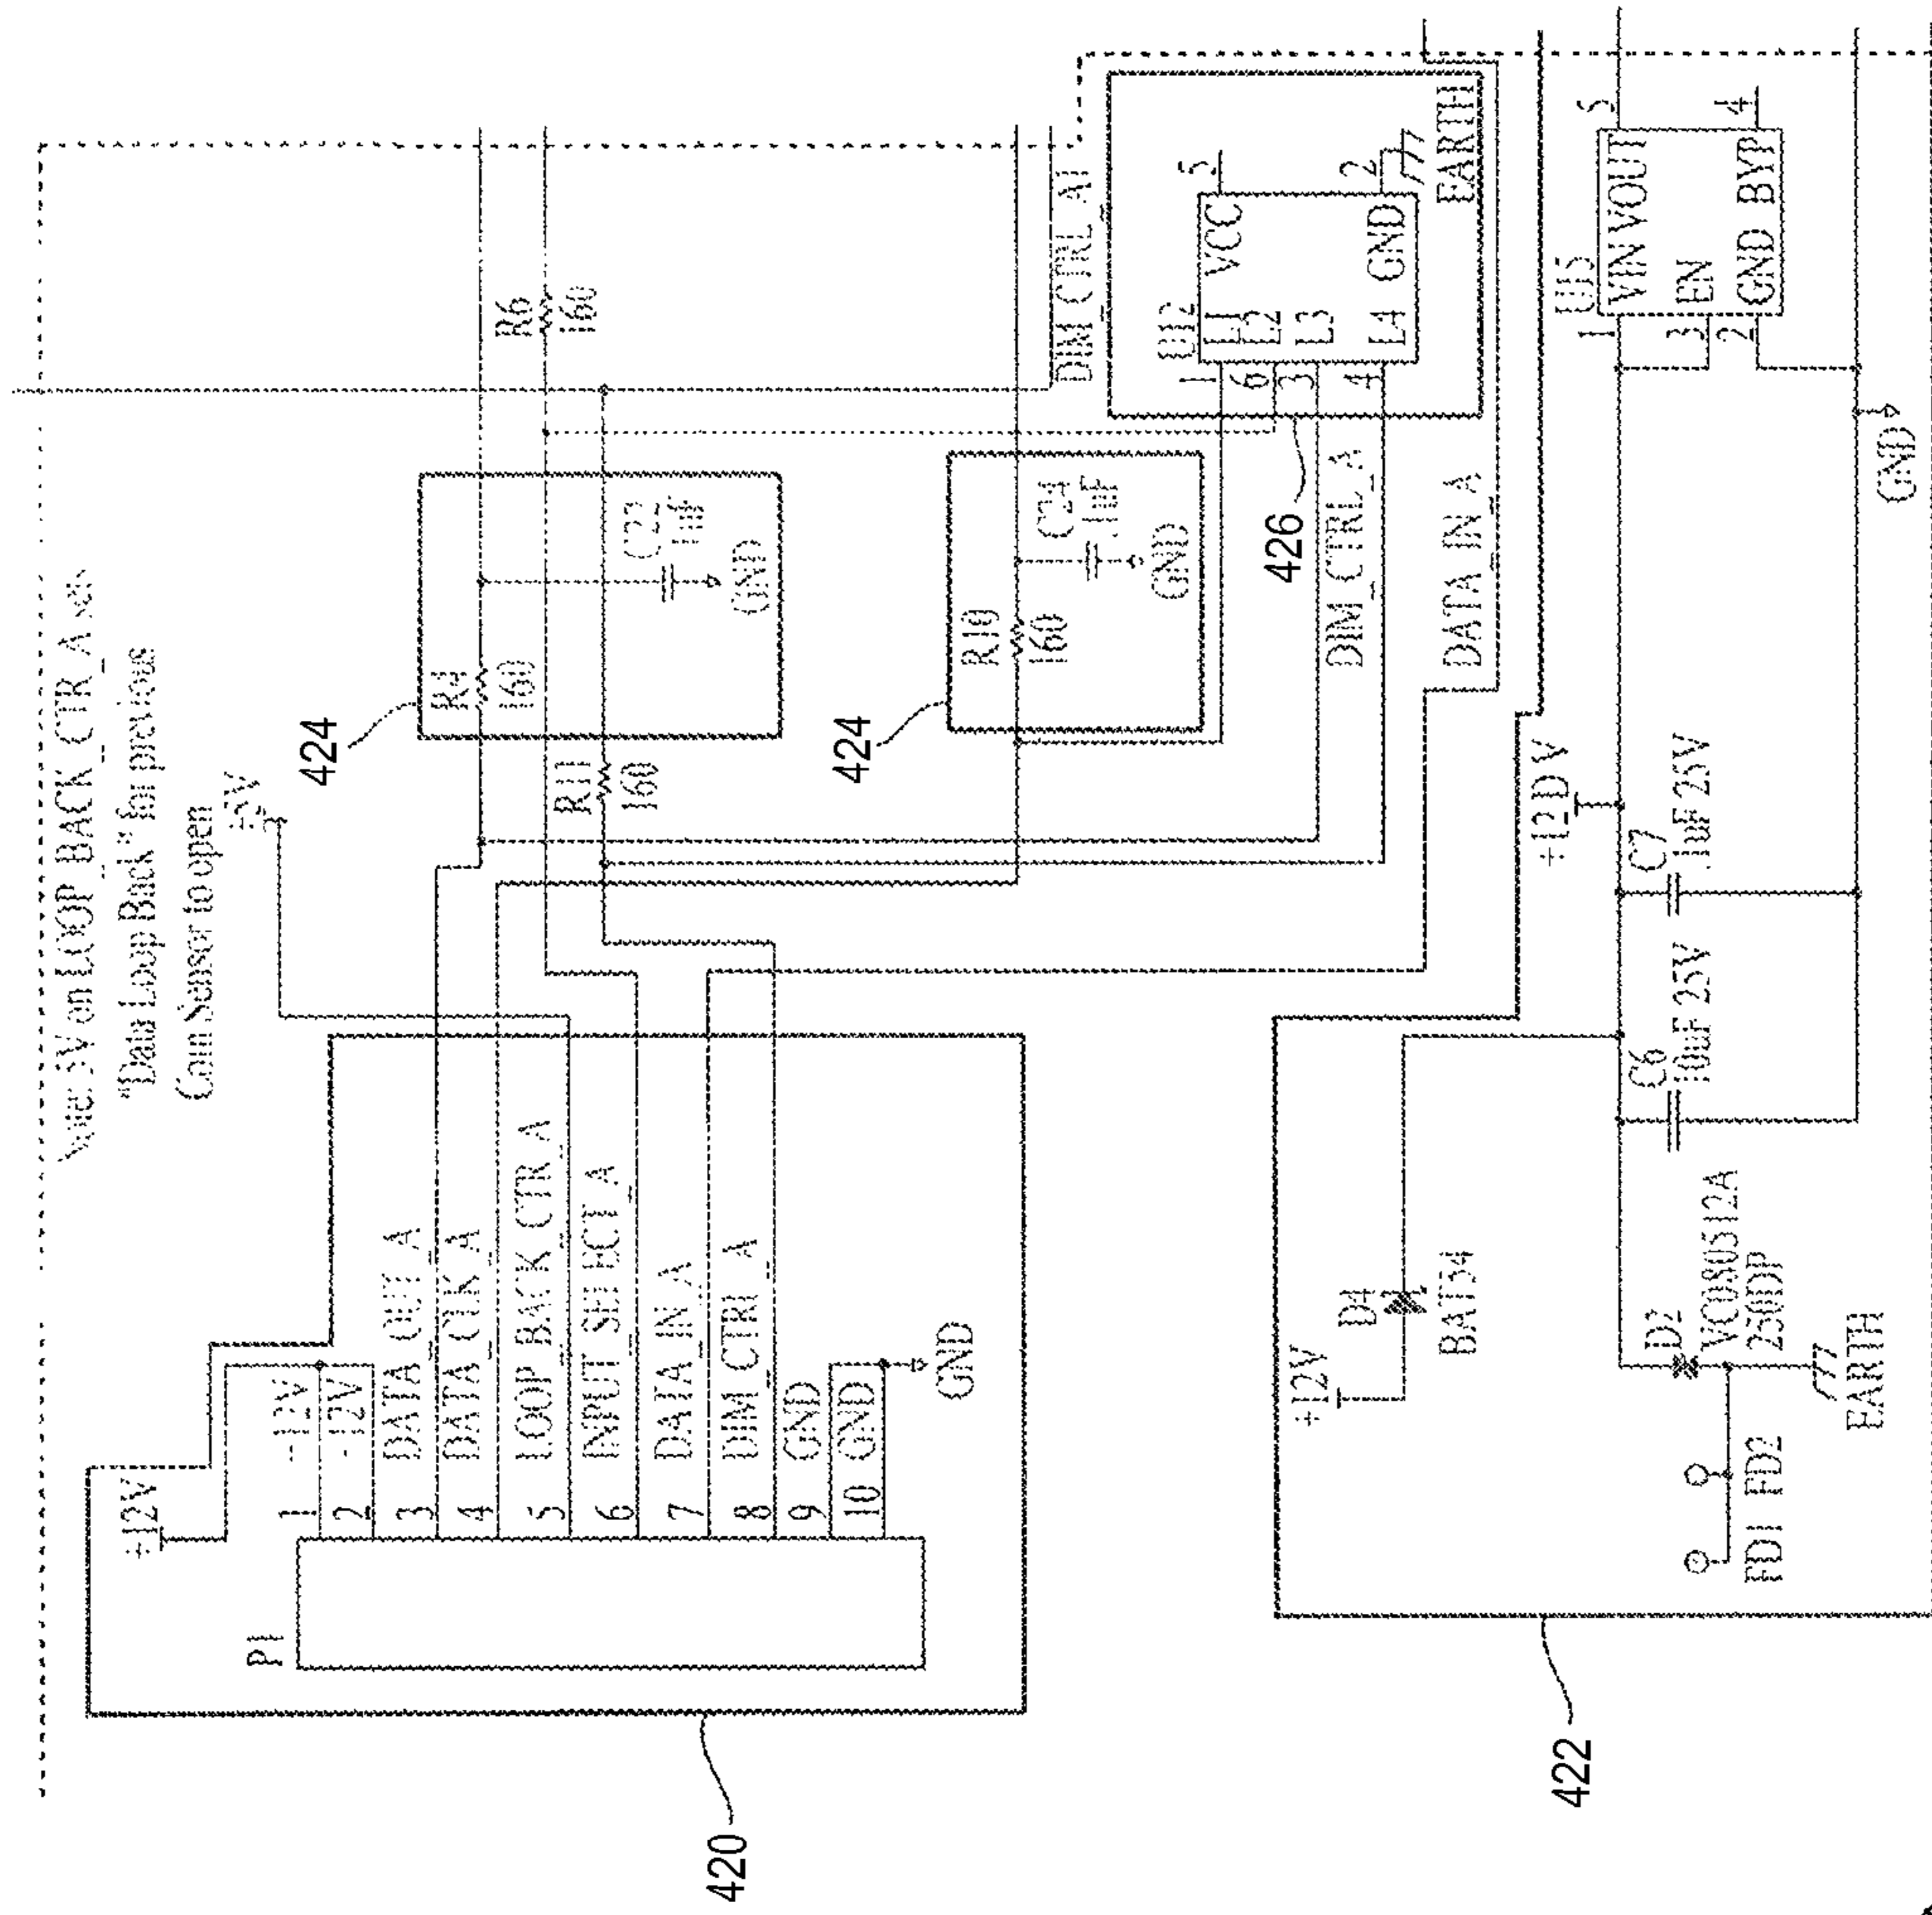 5V on LOOP_BACK_CTR_A
"Data Loop Back" for previous
Com Sensor to open
+5V
+12V
P1
1 -12V
2 -12V
3 DATA_OUT_A
4 DATA_CLK_A
5 LOOP_BACK_CTR_A
6 INPUT_SELECT_A
7 DATA_IN_A
8 DIM_CTRL_A
9 GND
10 GND
GND
420
424
R4
160
C22
.1uF
GND
R6
160
R11
160
424
R10
160
C24
.1uF
GND
DIM_CTRL_A1
426
U12
1 L1 VCC 5
6 L2
3 L3
4 L4 GND 2
EARTH
DIM_CTRL_A
DATA_IN_A
422
+12V
D4
BAT54
+12DV
D2
VC080512A
250DP
FD1 FD2
EARTH
C6
10uF 25V
C7
.1uF 25V
U15
1 VIN VOUT 5
3 EN
2 GND BYP 4
GND